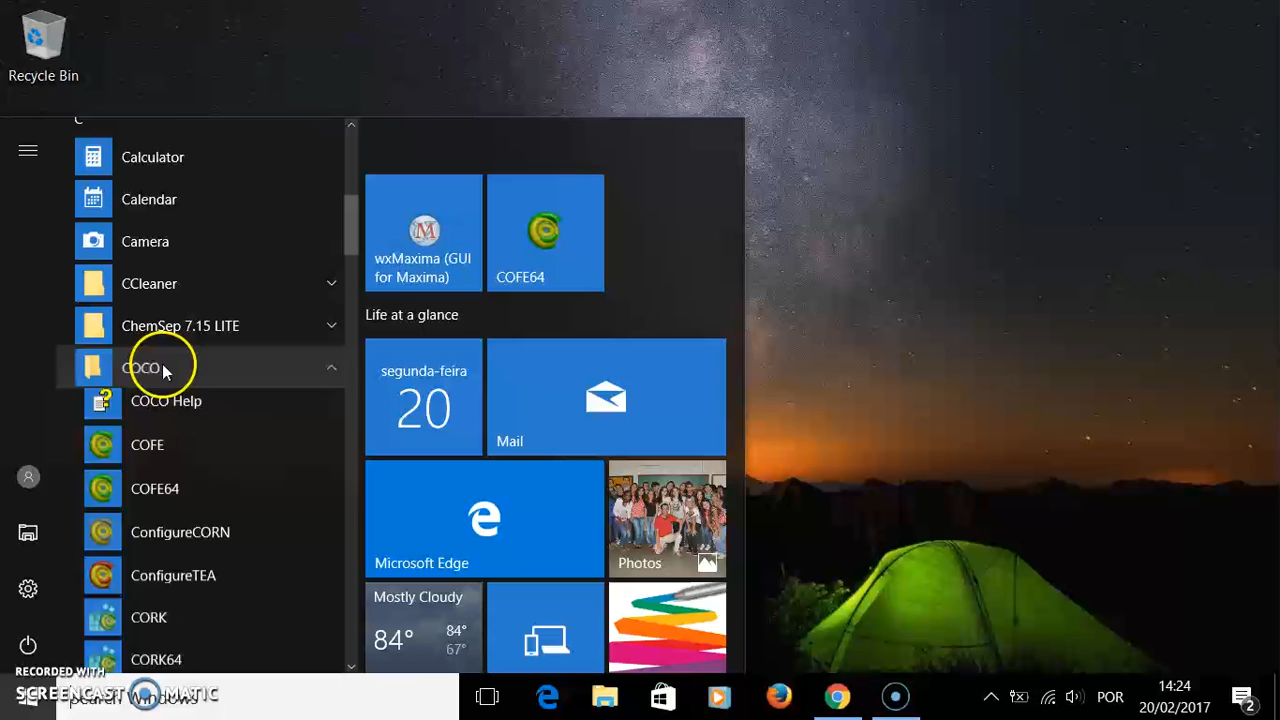 Recycle Bin
C
Calculator
Calendar
Camera
CCleaner
ChemSep 7.15 LITE
COCO
COCO Help
COFE
COFE64
ConfigureCORN
ConfigureTEA
CORK
CORK64
M
wxMaxima (GUI
for Maxima)
COFE64
Life at a glance
segunda-feira
20
Mail
Microsoft Edge
Photos
Mostly Cloudy
84°
84°
67°
RECORDED WITH
SCREENCAST MATIC
Search Windows
POR
14:24
20/02/2017
2